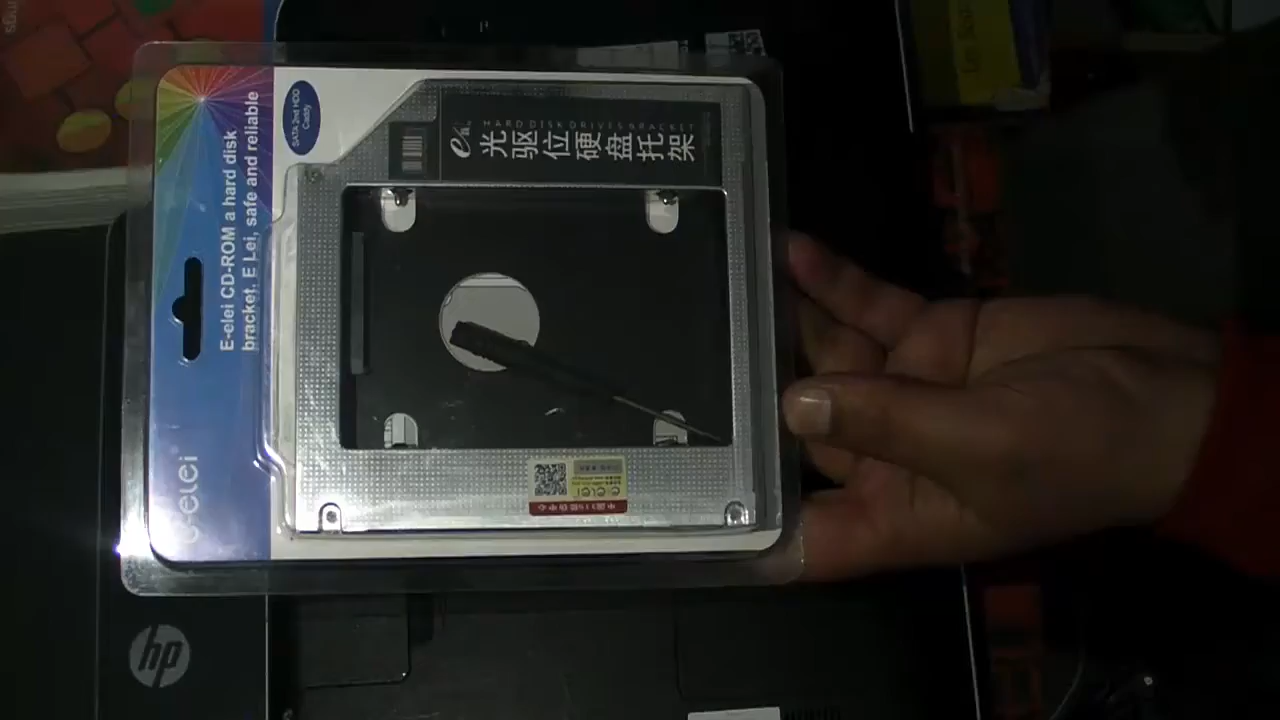 SATA 2nd HDD
Caddy
E-elei CD-ROM a hard disk
bracket, E Lei, safe and reliable
HARD DISK DRIVES BRACKET
光驱位硬盘托架
e-elei
hp